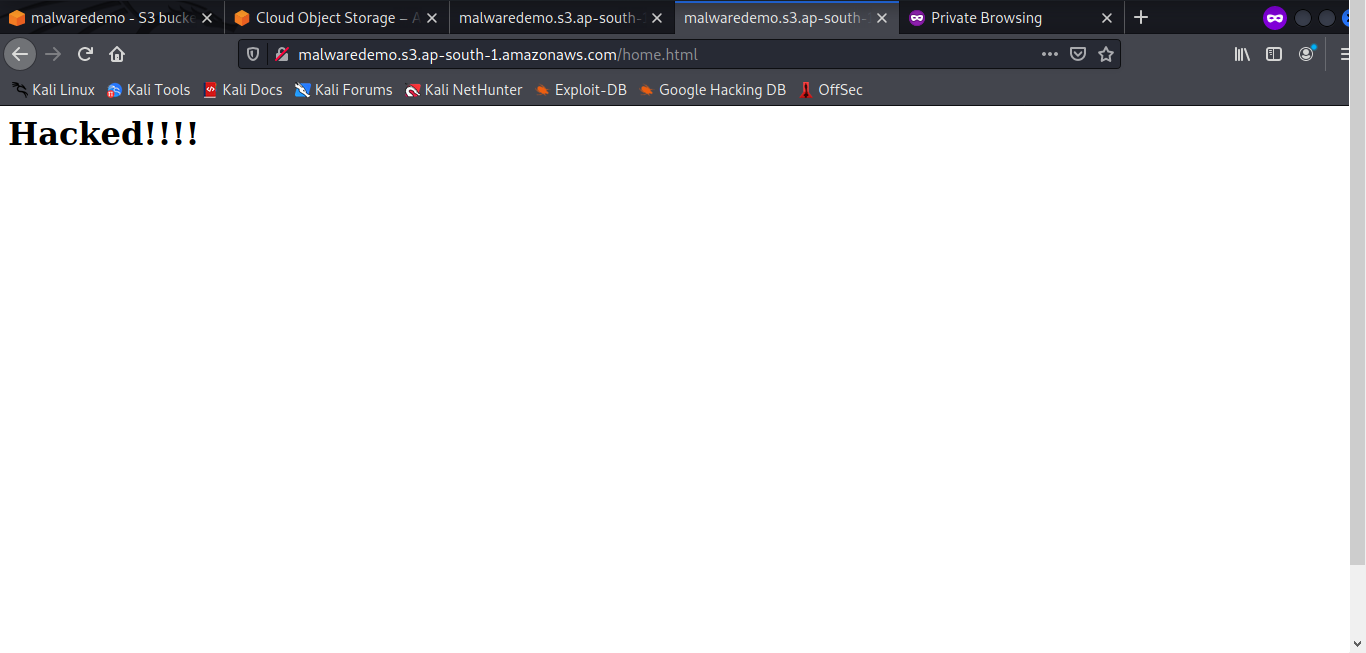 malwaredemo - S3 bucke Cloud Object Storage – A malwaredemo.s3.ap-south- malwaredemo.s3.ap-south- Private Browsing
malwaredemo.s3.ap-south-1.amazonaws.com/home.html
Kali Linux Kali Tools Kali Docs Kali Forums Kali NetHunter Exploit-DB Google Hacking DB OffSec
Hacked!!!!